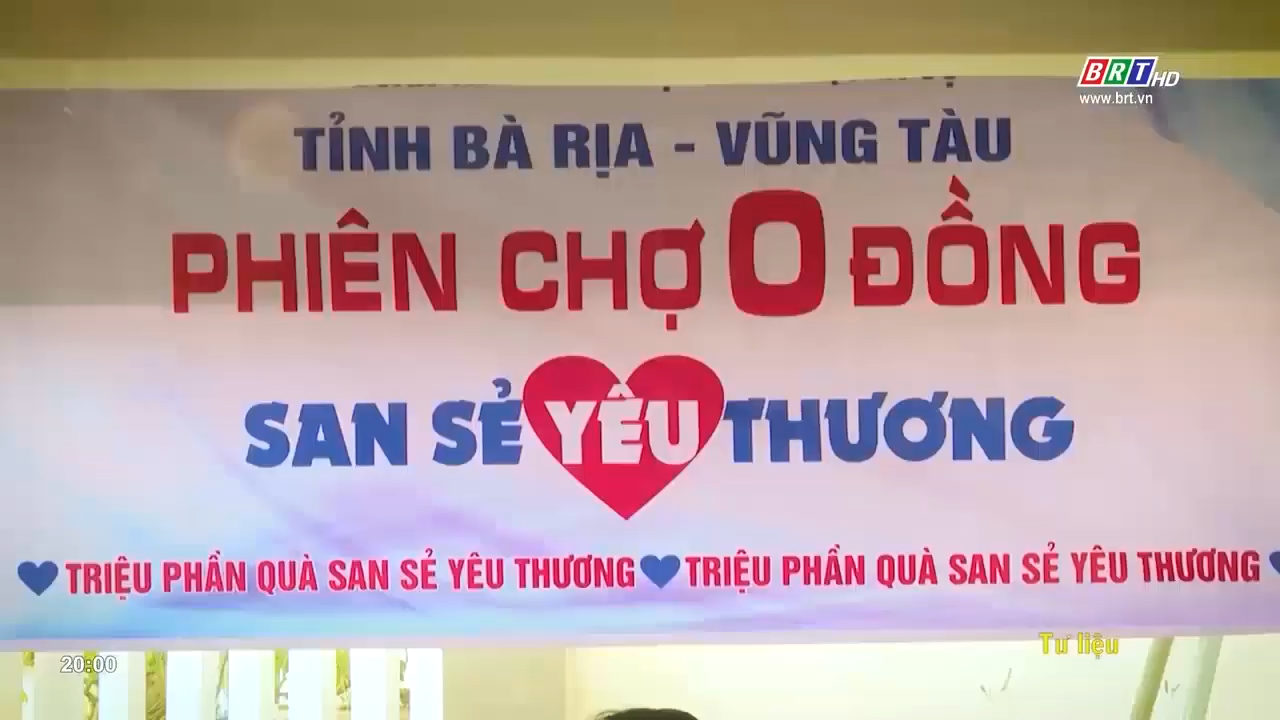 BRT HD
www.brt.vn
TỈNH BÀ RỊA - VŨNG TÀU
PHIÊN CHỢ 0 ĐỒNG
SAN SẺ YÊU THƯƠNG
TRIỆU PHẦN QUÀ SAN SẺ YÊU THƯƠNG TRIỆU PHẦN QUÀ SAN SẺ YÊU THƯƠNG
Tư liệu
20:00